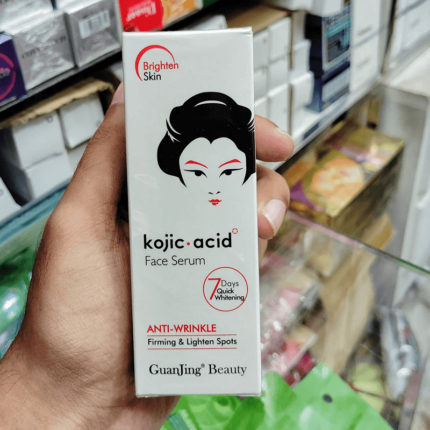 Brighten
Skin
kojic·acid°
Face Serum
7 Days
Quick
Whitening
ANTI-WRINKLE
Firming & Lighten Spots
GuanJing® Beauty